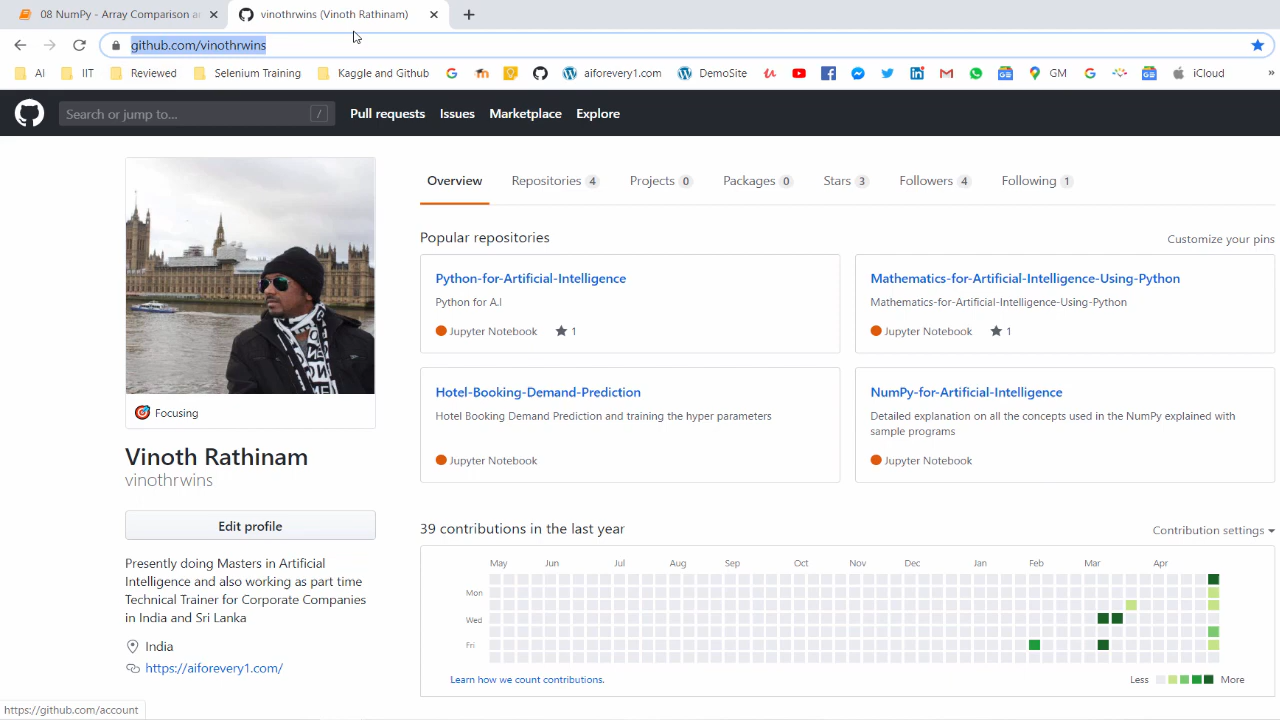 08 NumPy - Array Comparison a
vinothrwins (Vinoth Rathinam)
github.com/vinothrwins
AI
IIT
Reviewed
Selenium Training
Kaggle and Github
aiforevery1.com
DemoSite
GM
iCloud
»
Search or jump to...
/
Pull requests
Issues
Marketplace
Explore
Overview
Repositories 4
Projects 0
Packages 0
Stars 3
Followers 4
Following 1
Popular repositories
Customize your pins
Python-for-Artificial-Intelligence
Python for A.I
Jupyter Notebook 1
Mathematics-for-Artificial-Intelligence-Using-Python
Mathematics-for-Artificial-Intelligence-Using-Python
Jupyter Notebook 1
Hotel-Booking-Demand-Prediction
Hotel Booking Demand Prediction and training the hyper parameters
Jupyter Notebook
NumPy-for-Artificial-Intelligence
Detailed explanation on all the concepts used in the NumPy explained with
sample programs
Jupyter Notebook
Focusing
Vinoth Rathinam
vinothrwins
Edit profile
Presently doing Masters in Artificial
Intelligence and also working as part time
Technical Trainer for Corporate Companies
in India and Sri Lanka
India
https://aiforevery1.com/
39 contributions in the last year
Contribution settings
May Jun Jul Aug Sep Oct Nov Dec Jan Feb Mar Apr
Mon
Wed
Fri
Learn how we count contributions.
Less More
https://github.com/account